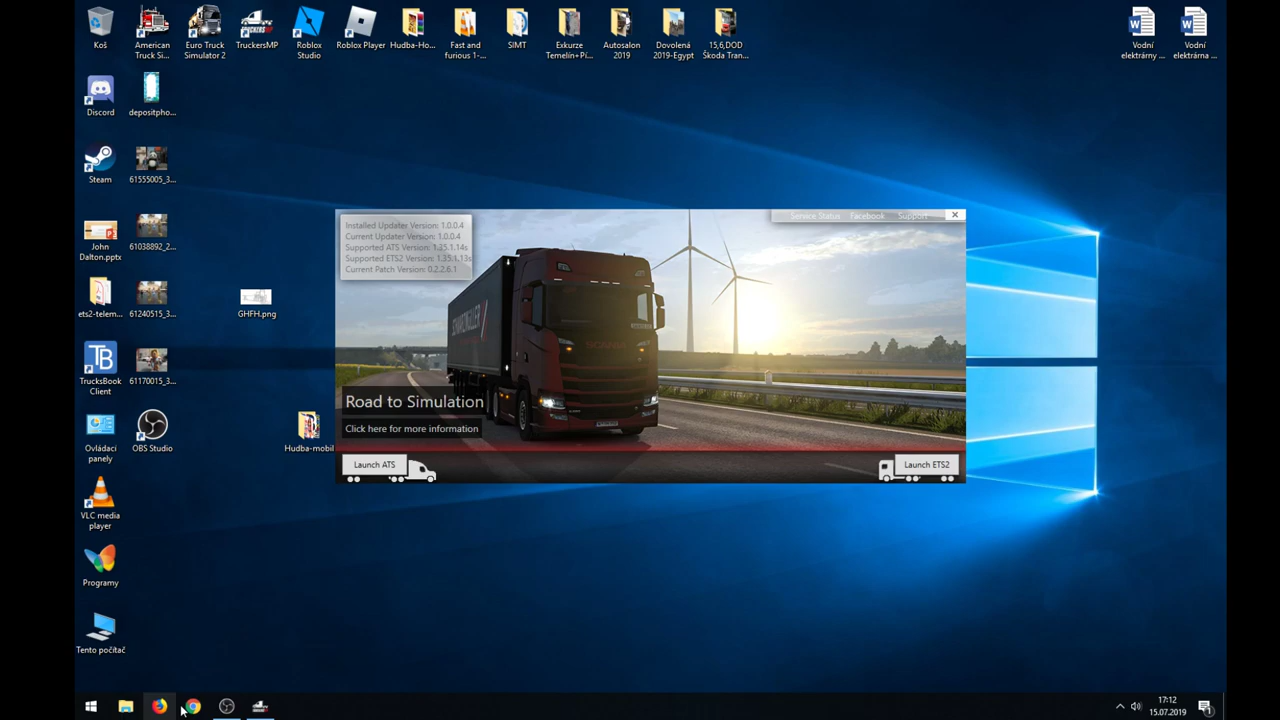 Koš
American
Truck Si...
Euro Truck
Simulator 2
TruckersMP
Roblox
Studio
Roblox Player
Hudba-Ho...
Fast and
furious 1-...
SIMT
Exkurze
Temelín+Pí...
Autosalon
2019
Dovolená
2019-Egypt
15,6,DOD
Škoda Tran...
Vodní
elektrárny ...
Vodní
elektrárna ...
Discord
depositpho...
Steam
61555005_3...
John
Dalton.pptx
61038892_2...
ets2-telem...
61240515_3...
GHFH.png
TrucksBook
Client
61170015_3...
Ovládací
panely
OBS Studio
Hudba-mobil
VLC media
player
Programy
Tento počítač
Installed Updater Version: 1.0.0.4
Current Updater Version: 1.0.0.4
Supported ATS Version: 1.35.1.14s
Supported ETS2 Version: 1.35.1.13s
Current Patch Version: 0.2.2.6.1
Service Status
Facebook
Support
SCANIA
Road to Simulation
Click here for more information
Launch ATS
Launch ETS2
17:12
15.07.2019
1